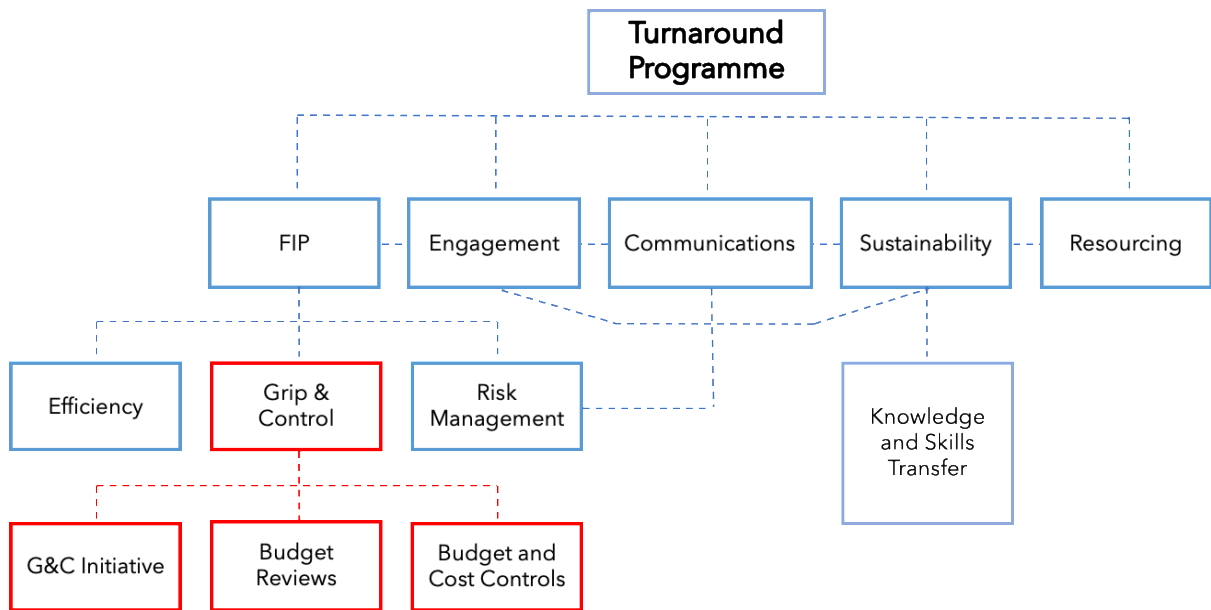 Turnaround
Programme
FIP
Engagement
Communications
Sustainability
Resourcing
Efficiency
Grip &
Control
Risk
Management
Knowledge
and Skills
Transfer
G&C Initiative
Budget
Reviews
Budget and
Cost Controls